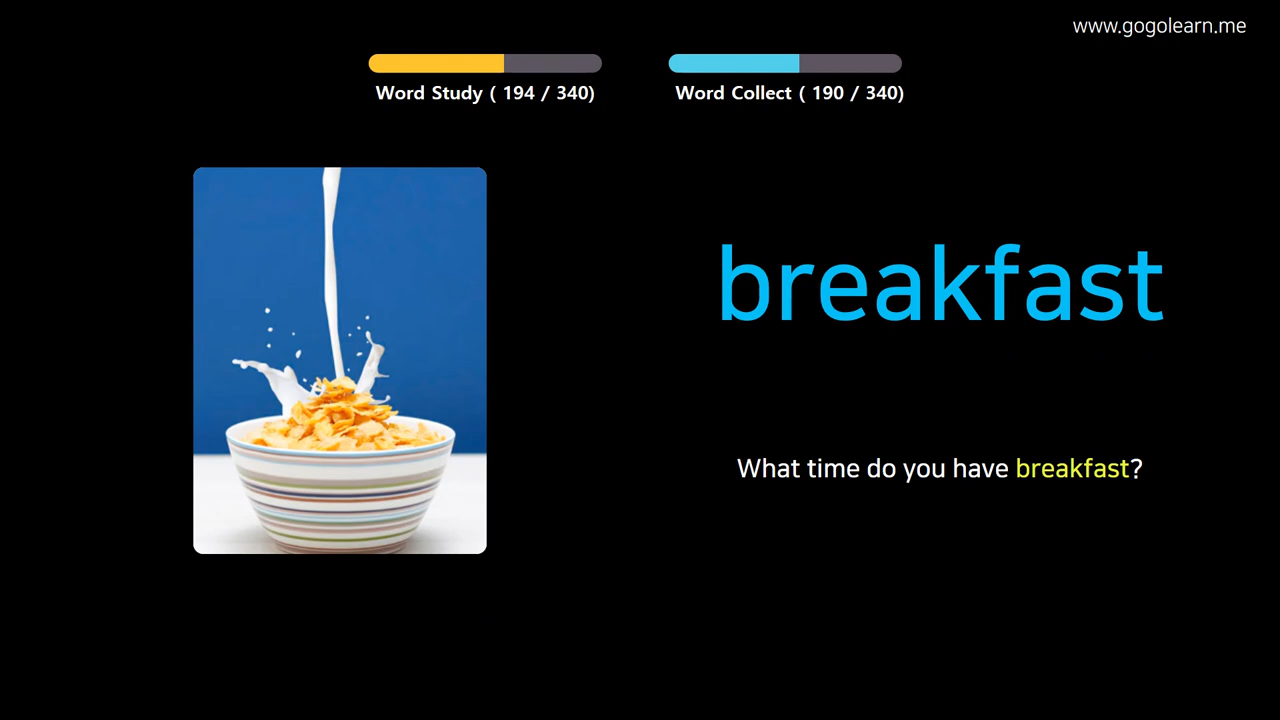 www.gogolearn.me
Word Study ( 194 / 340)
Word Collect ( 190 / 340)
breakfast
What time do you have breakfast?